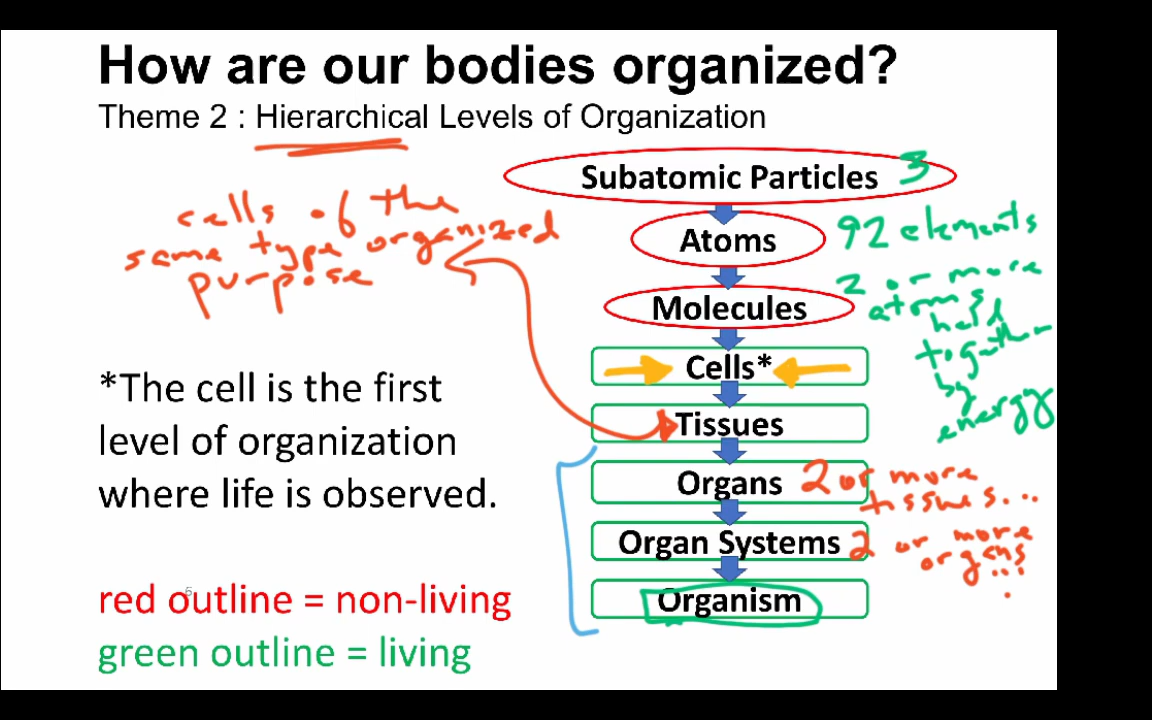 How are our bodies organized?
Theme 2 : Hierarchical Levels of Organization
cells of the
same type organized
purpose
*The cell is the first
level of organization
where life is observed.
red outline = non-living
green outline = living
5
Subatomic Particles 3
Atoms 92 elements
Molecules
2 or more
atoms
held
together
by
energy
Cells*
Tissues
Organs 2 or more
tissues...
Organ Systems 2 or more
organs
...
Organism